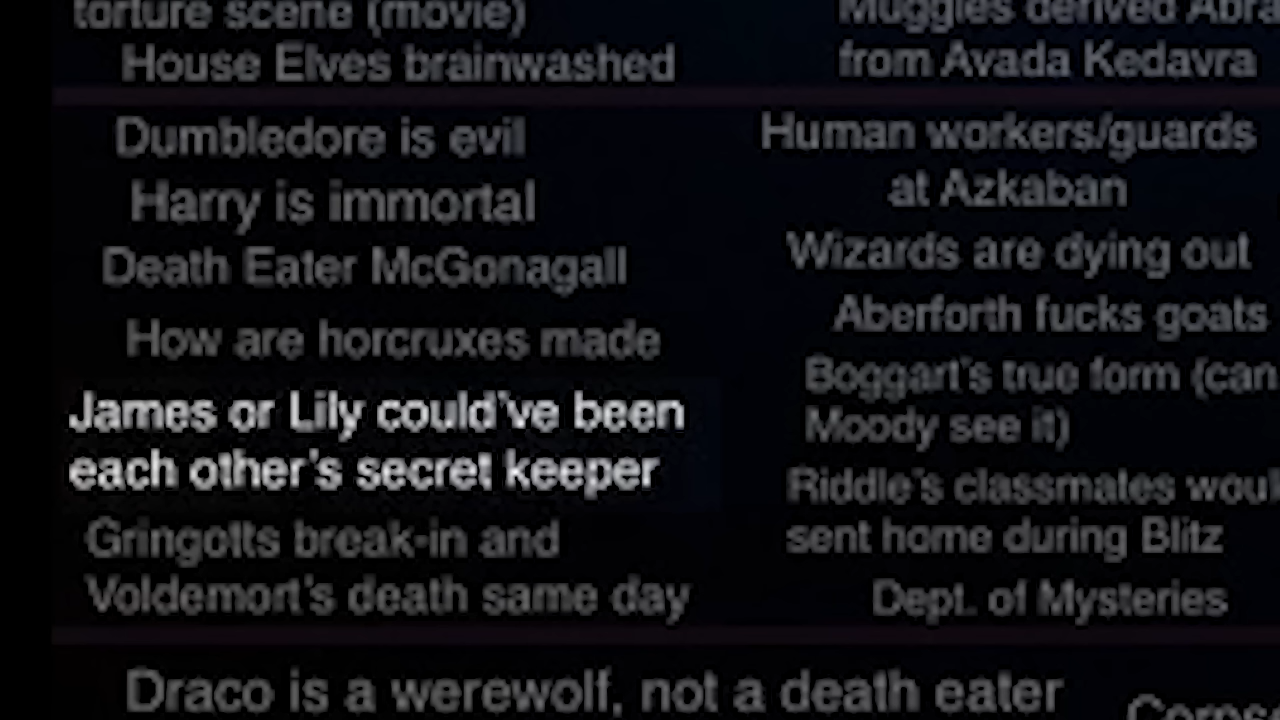 torture scene (movie)
House Elves brainwashed
Muggles derived
from Avada Kedavra
Dumbledore is evil
Harry is immortal
Death Eater McGonagall
How are horcruxes made
James or Lily could've been
each other's secret keeper
Gringotts break-in and
Voldemort's death same day
Human workers/guards
at Azkaban
Wizards are dying out
Aberforth fucks goats
Boggart's true form (can
Moody see it)
Riddle's classmates
sent home during Blitz
Dept. of Mysteries
Draco is a werewolf, not a death eater